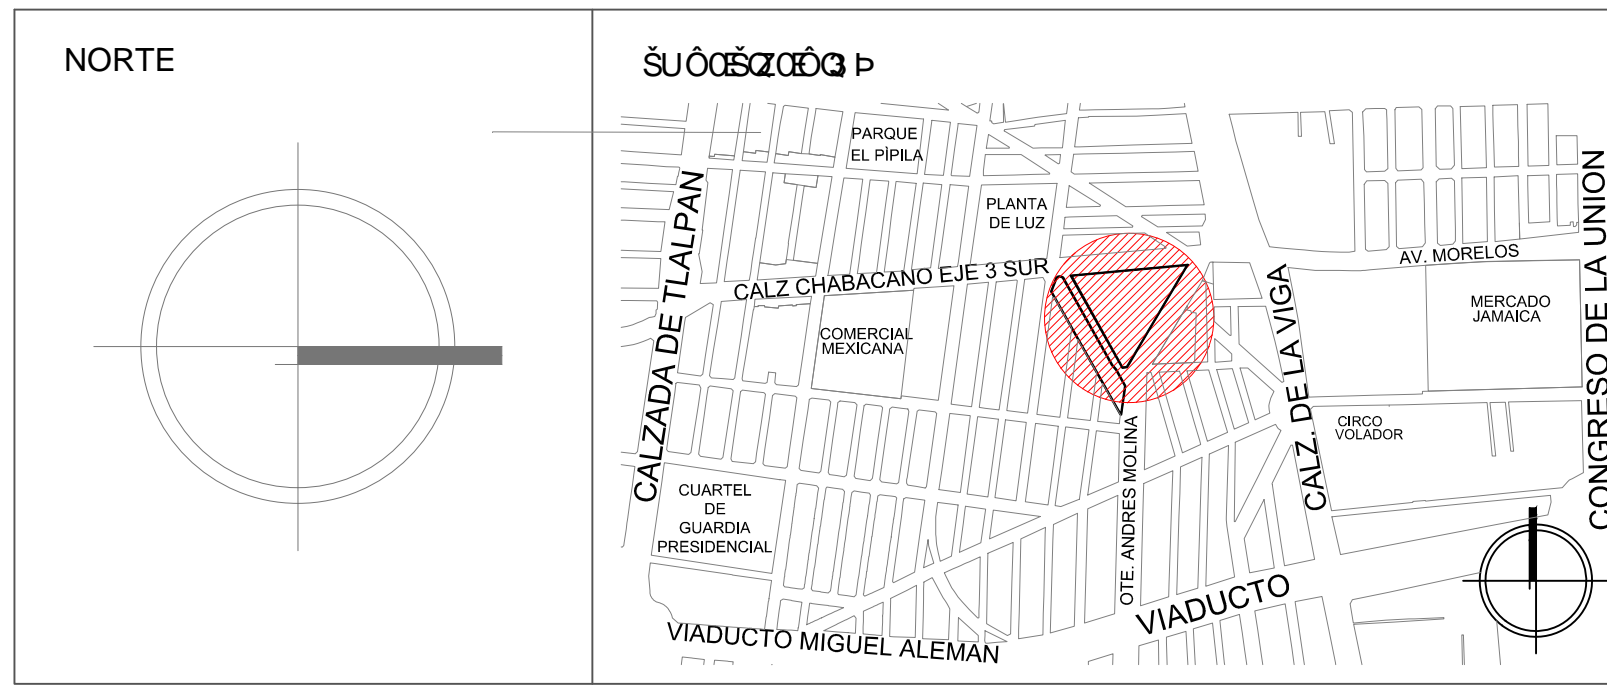 NORTE
PARQUE
EL PÌPILA
PLANTA
DE LUZ
CALZADA DE TLALPAN
CALZ CHABACANO EJE 3 SUR
COMERCIAL
MEXICANA
CALZ. DE LA VIGA
AV. MORELOS
MERCADO
JAMAICA
CONGRESO DE LA UNION
CIRCO
VOLADOR
OTE. ANDRES MOLINA
CUARTEL
DE
GUARDIA
PRESIDENCIAL
VIADUCTO
VIADUCTO MIGUEL ALEMAN